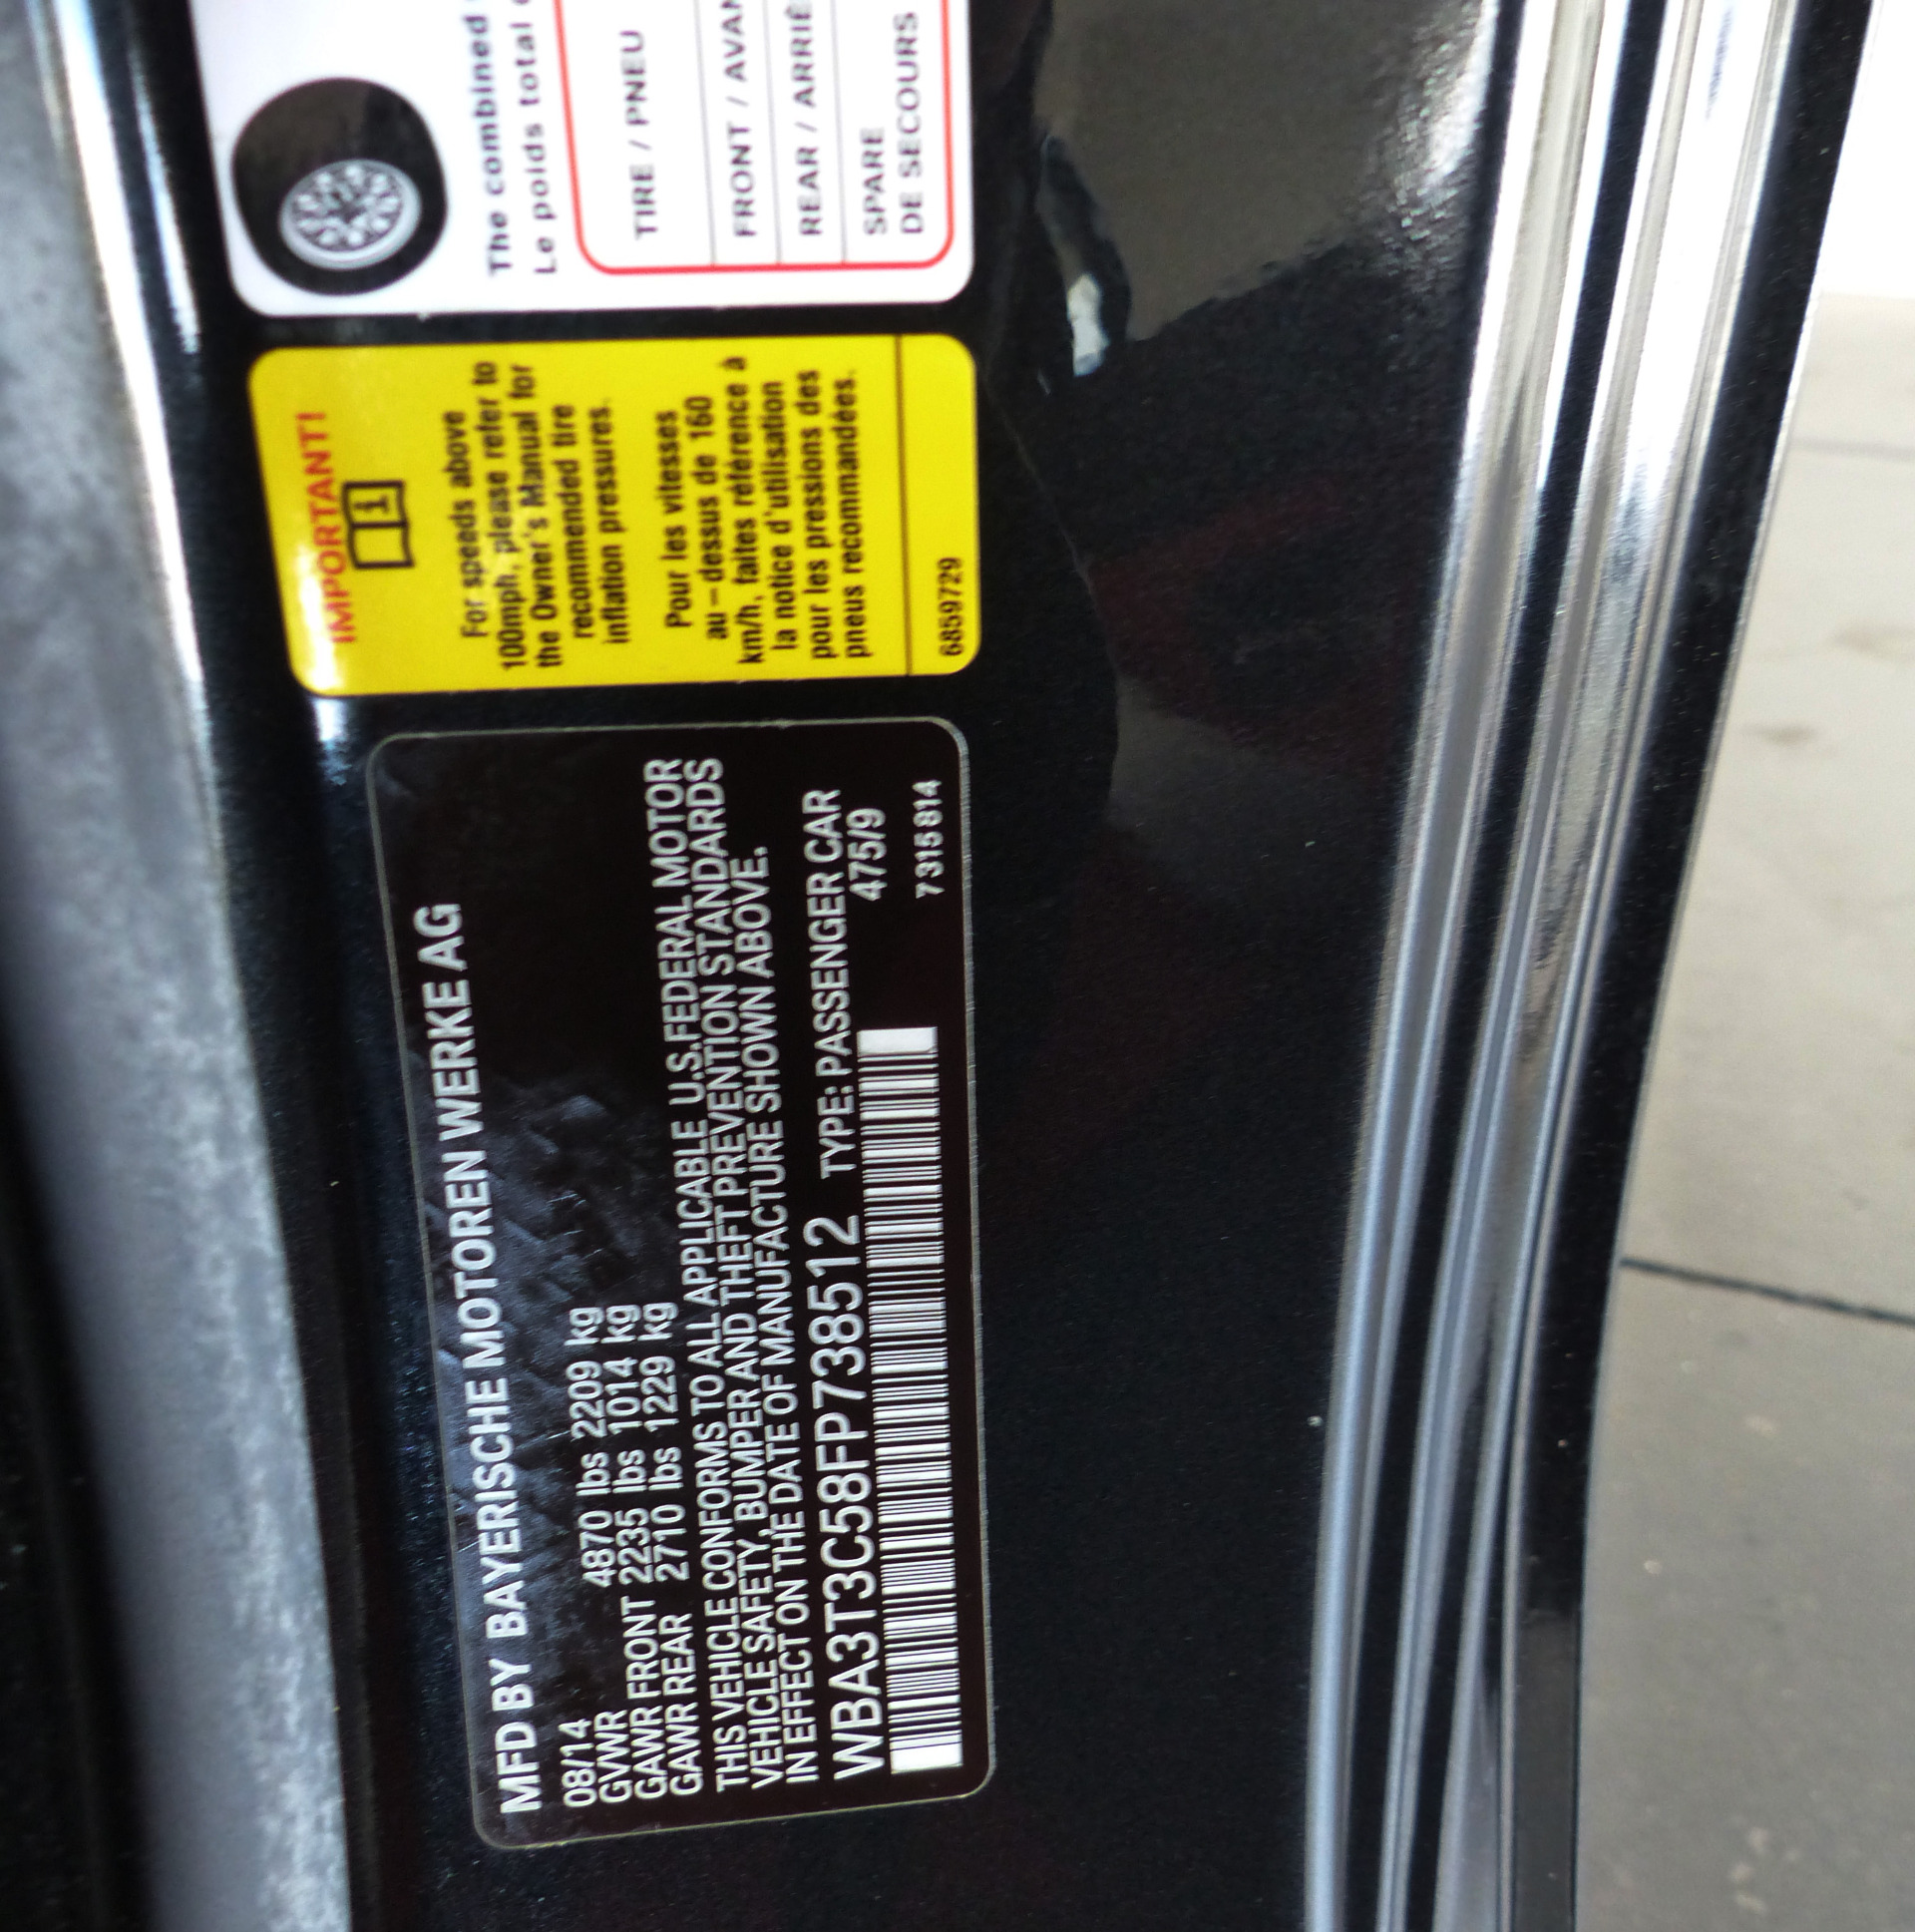 MFD BY BAYERISCHE MOTOREN WERKE AG
08/14
GVWR 4870 lbs 2209 kg
GAWR FRONT 2235 lbs 1014 kg
GAWR REAR 2710 lbs 1229 kg
THIS VEHICLE CONFORMS TO ALL APPLICABLE U.S.FEDERAL MOTOR
VEHICLE SAFETY, BUMPER AND THEFT PREVENTION STANDARDS
IN EFFECT ON THE DATE OF MANUFACTURE SHOWN ABOVE.
WBA3T3C58FP738512 TYPE: PASSENGER CAR
475/9
7315814
IMPORTANT!
For speeds above
100mph, please refer to
the Owner's Manual for
recommended tire
inflation pressures.
Pour les vitesses
au-dessus de 160
km/h, faites référence à
la notice d'utilisation
pour les pressions des
pneus recommandées.
6859729
The combined
Le poids total
TIRE / PNEU
FRONT / AVAN
REAR / ARRIÈ
SPARE
DE SECOURS